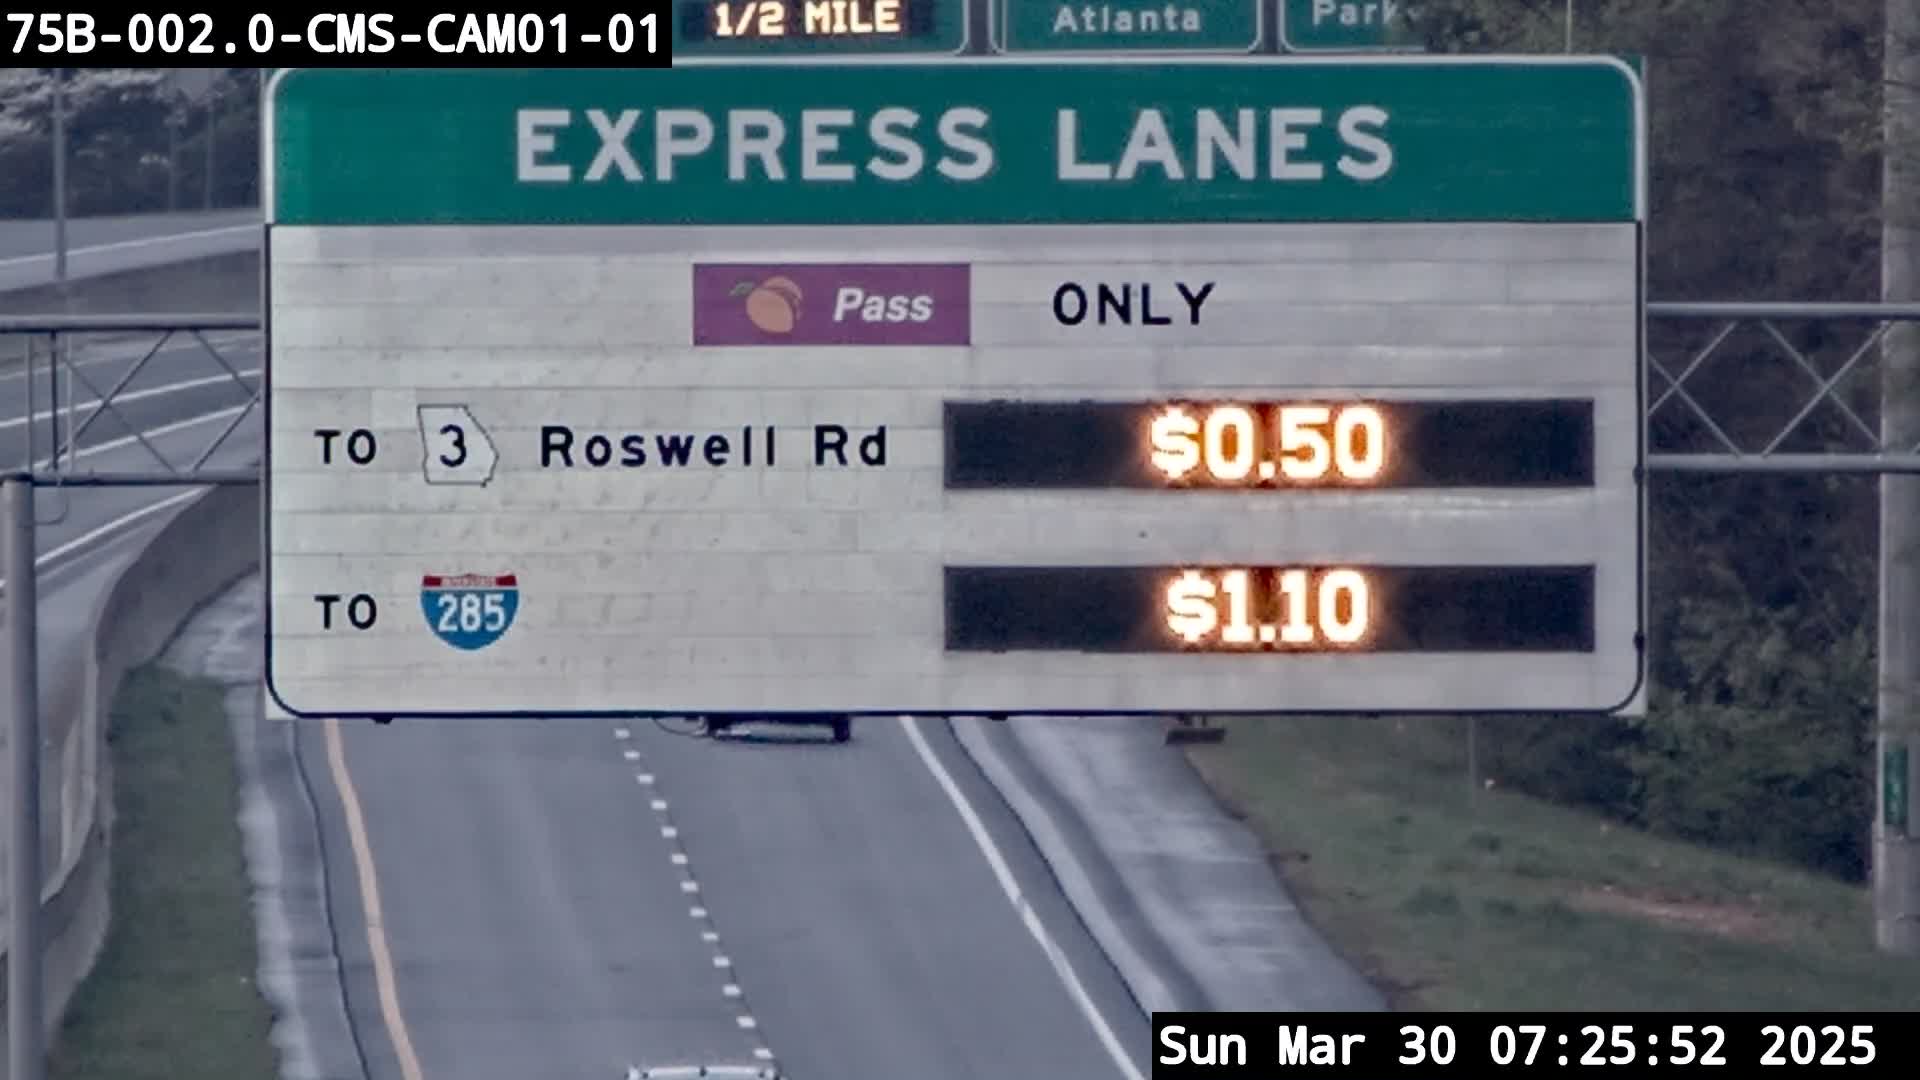 75B-002.0-CMS-CAM01-01
1/2 MILE
Atlanta
EXPRESS LANES
Pass ONLY
TO 3 Roswell Rd $0.50
TO 285 $1.10
Sun Mar 30 07:25:52 2025